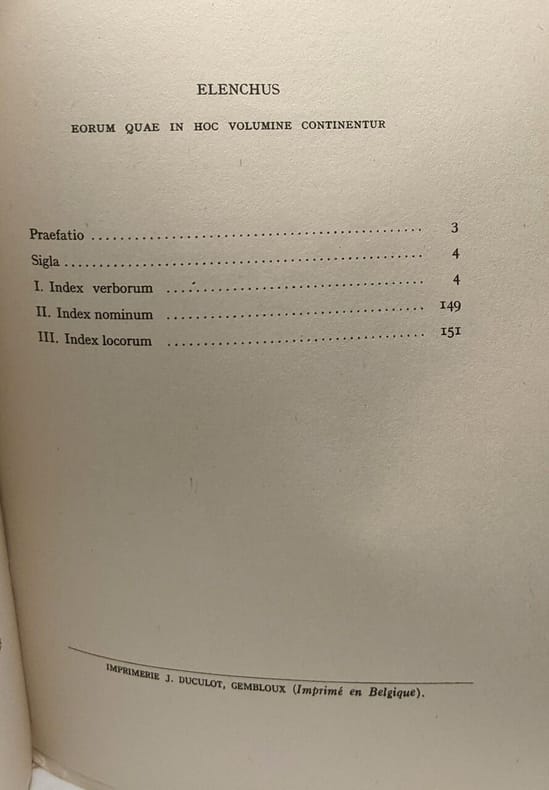 ELENCHUS
EORUM QUAE IN HOC VOLUMINE CONTINENTUR
Praefatio ........................................ 3
Sigla ........................................ 4
I. Index verborum ........................................ 4
II. Index nominum ........................................ 149
III. Index locorum ........................................ 151
IMPRIMERIE J. DUCULOT, GEMBLOUX (Imprimé en Belgique).